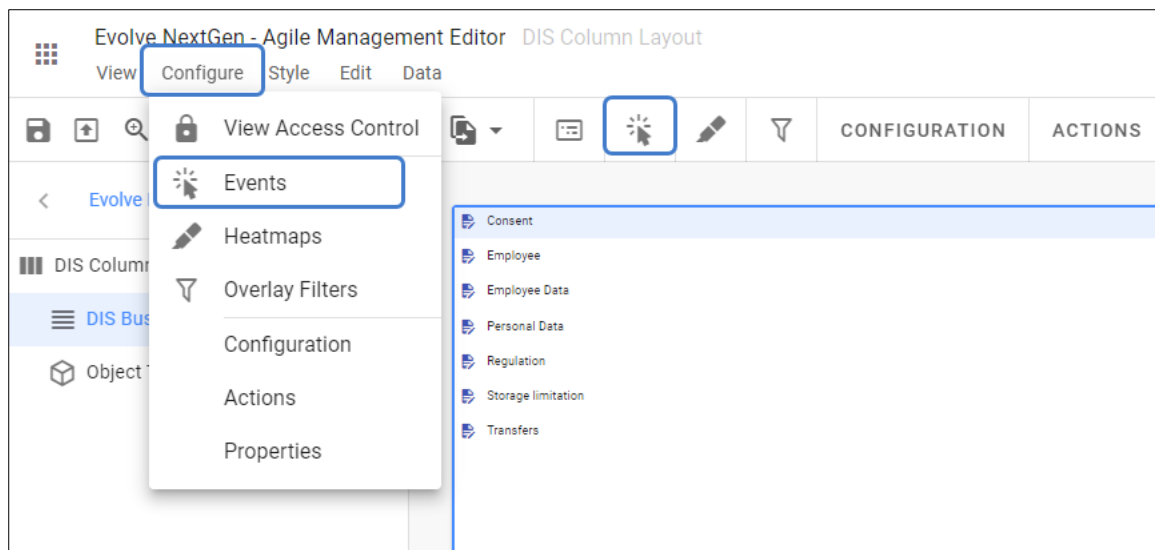 Evolve NextGen - Agile Management Editor DIS Column Layout
View Configure Style Edit Data
View Access Control
CONFIGURATION ACTIONS
Events
Evolve
Heatmaps
DIS Column
Overlay Filters
DIS Bus
Configuration
Object
Actions
Properties
Consent
Employee
Employee Data
Personal Data
Regulation
Storage limitation
Transfers